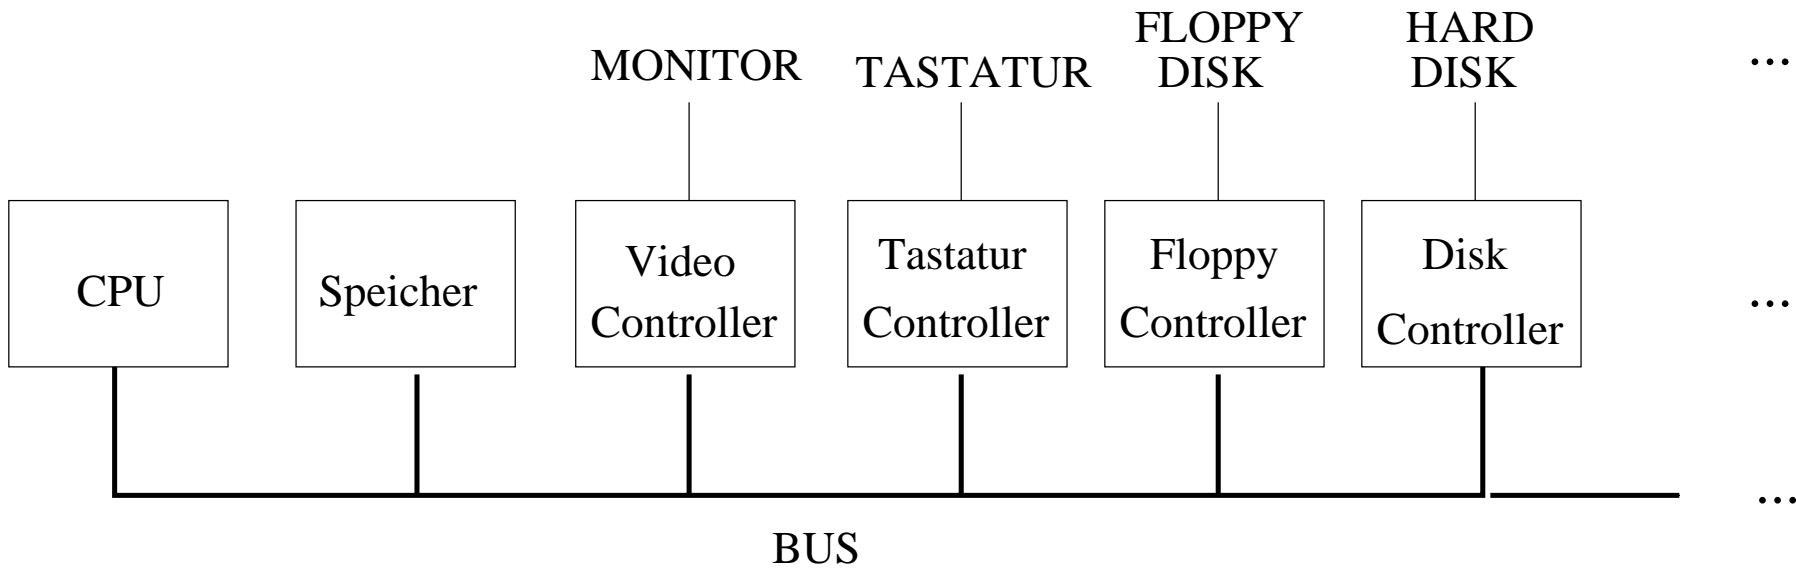 MONITOR
TASTATUR
FLOPPY
DISK
HARD
DISK
...
CPU
Speicher
Video
Controller
Tastatur
Controller
Floppy
Controller
Disk
Controller
...
...
BUS